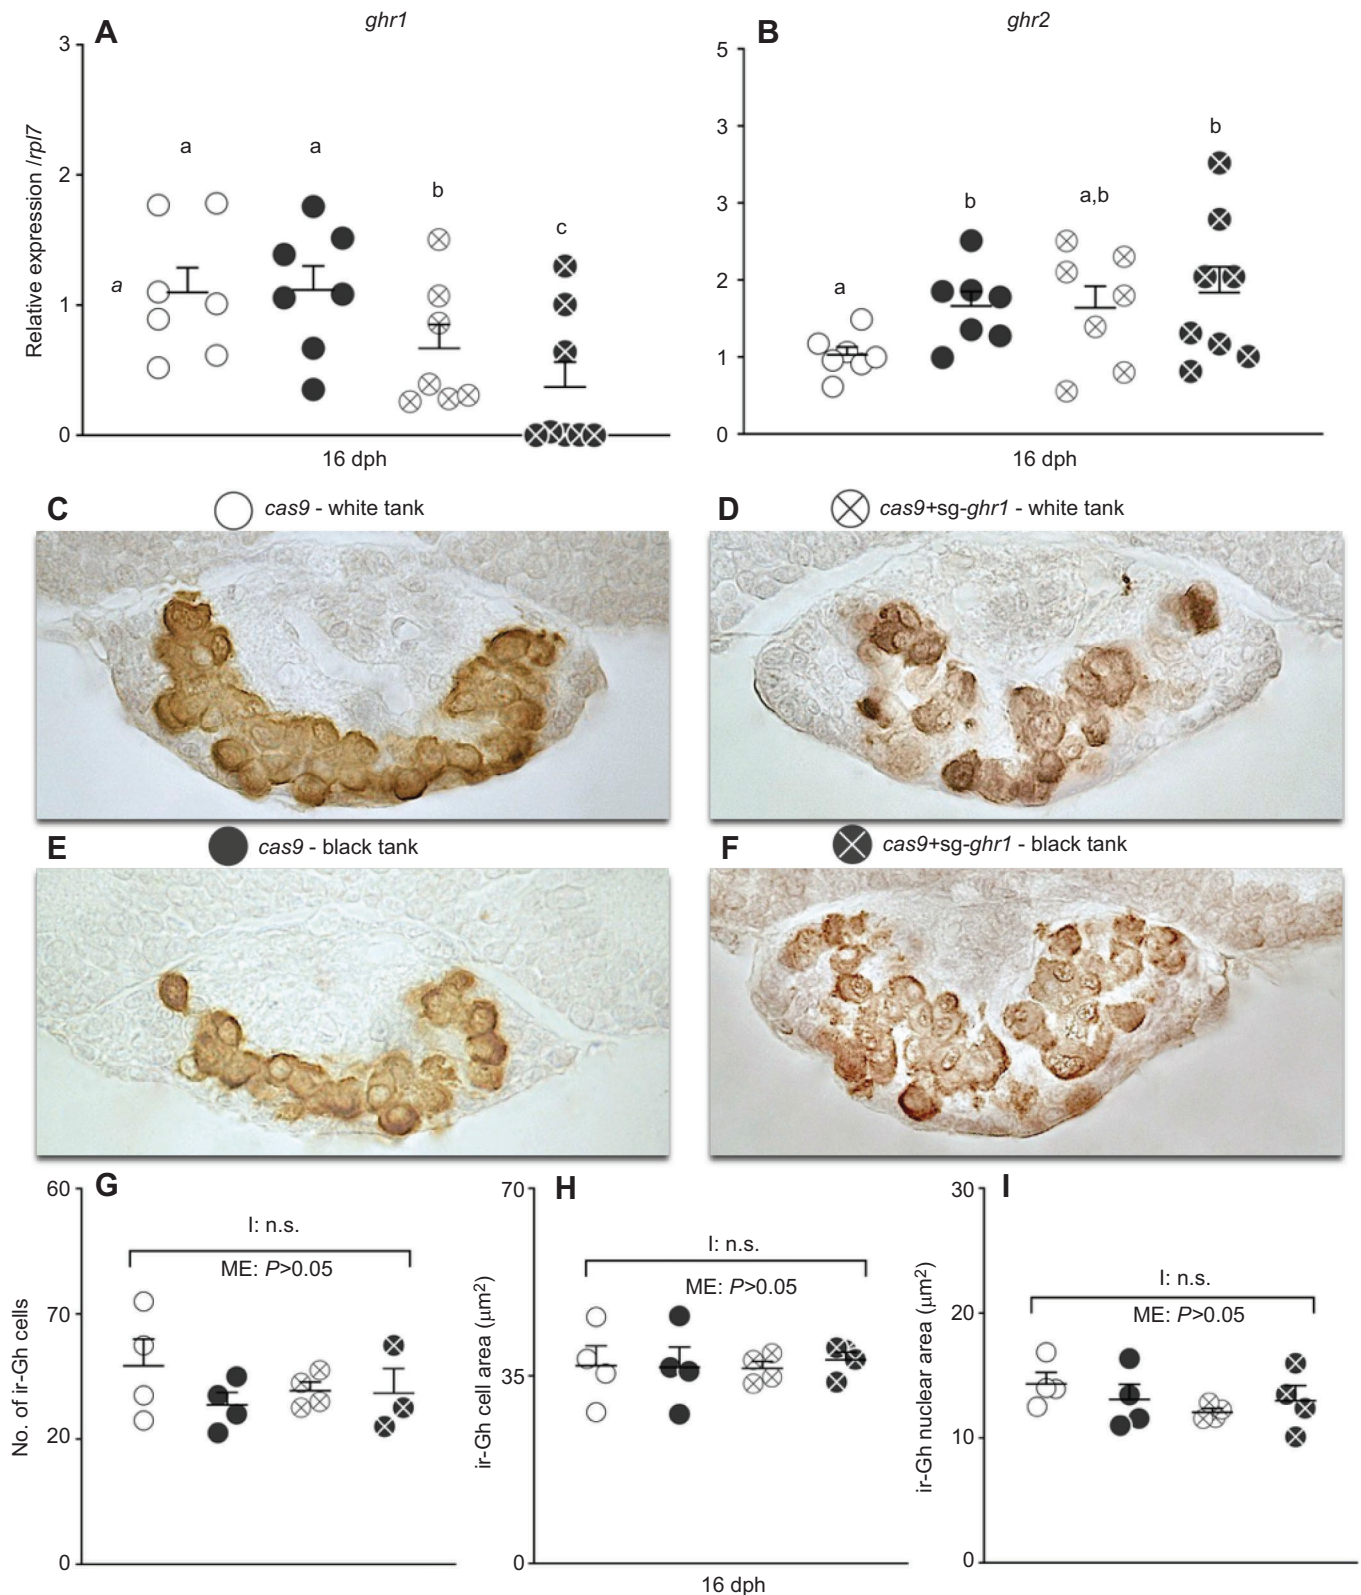 A
ghr1
3
2
1
0
Relative expression /rpl7
a
a
a
b
c
16 dph
B
ghr2
5
3
3
2
1
0
a
b
a,b
b
16 dph
C
cas9 - white tank
D
cas9+sg-ghr1 - white tank
E
cas9 - black tank
F
cas9+sg-ghr1 - black tank
G
60
70
20
0
No. of ir-Gh cells
I: n.s.
ME: P>0.05
H
70
35
0
ir-Gh cell area (μm²)
I: n.s.
ME: P>0.05
16 dph
I
30
20
10
0
ir-Gh nuclear area (μm²)
I: n.s.
ME: P>0.05